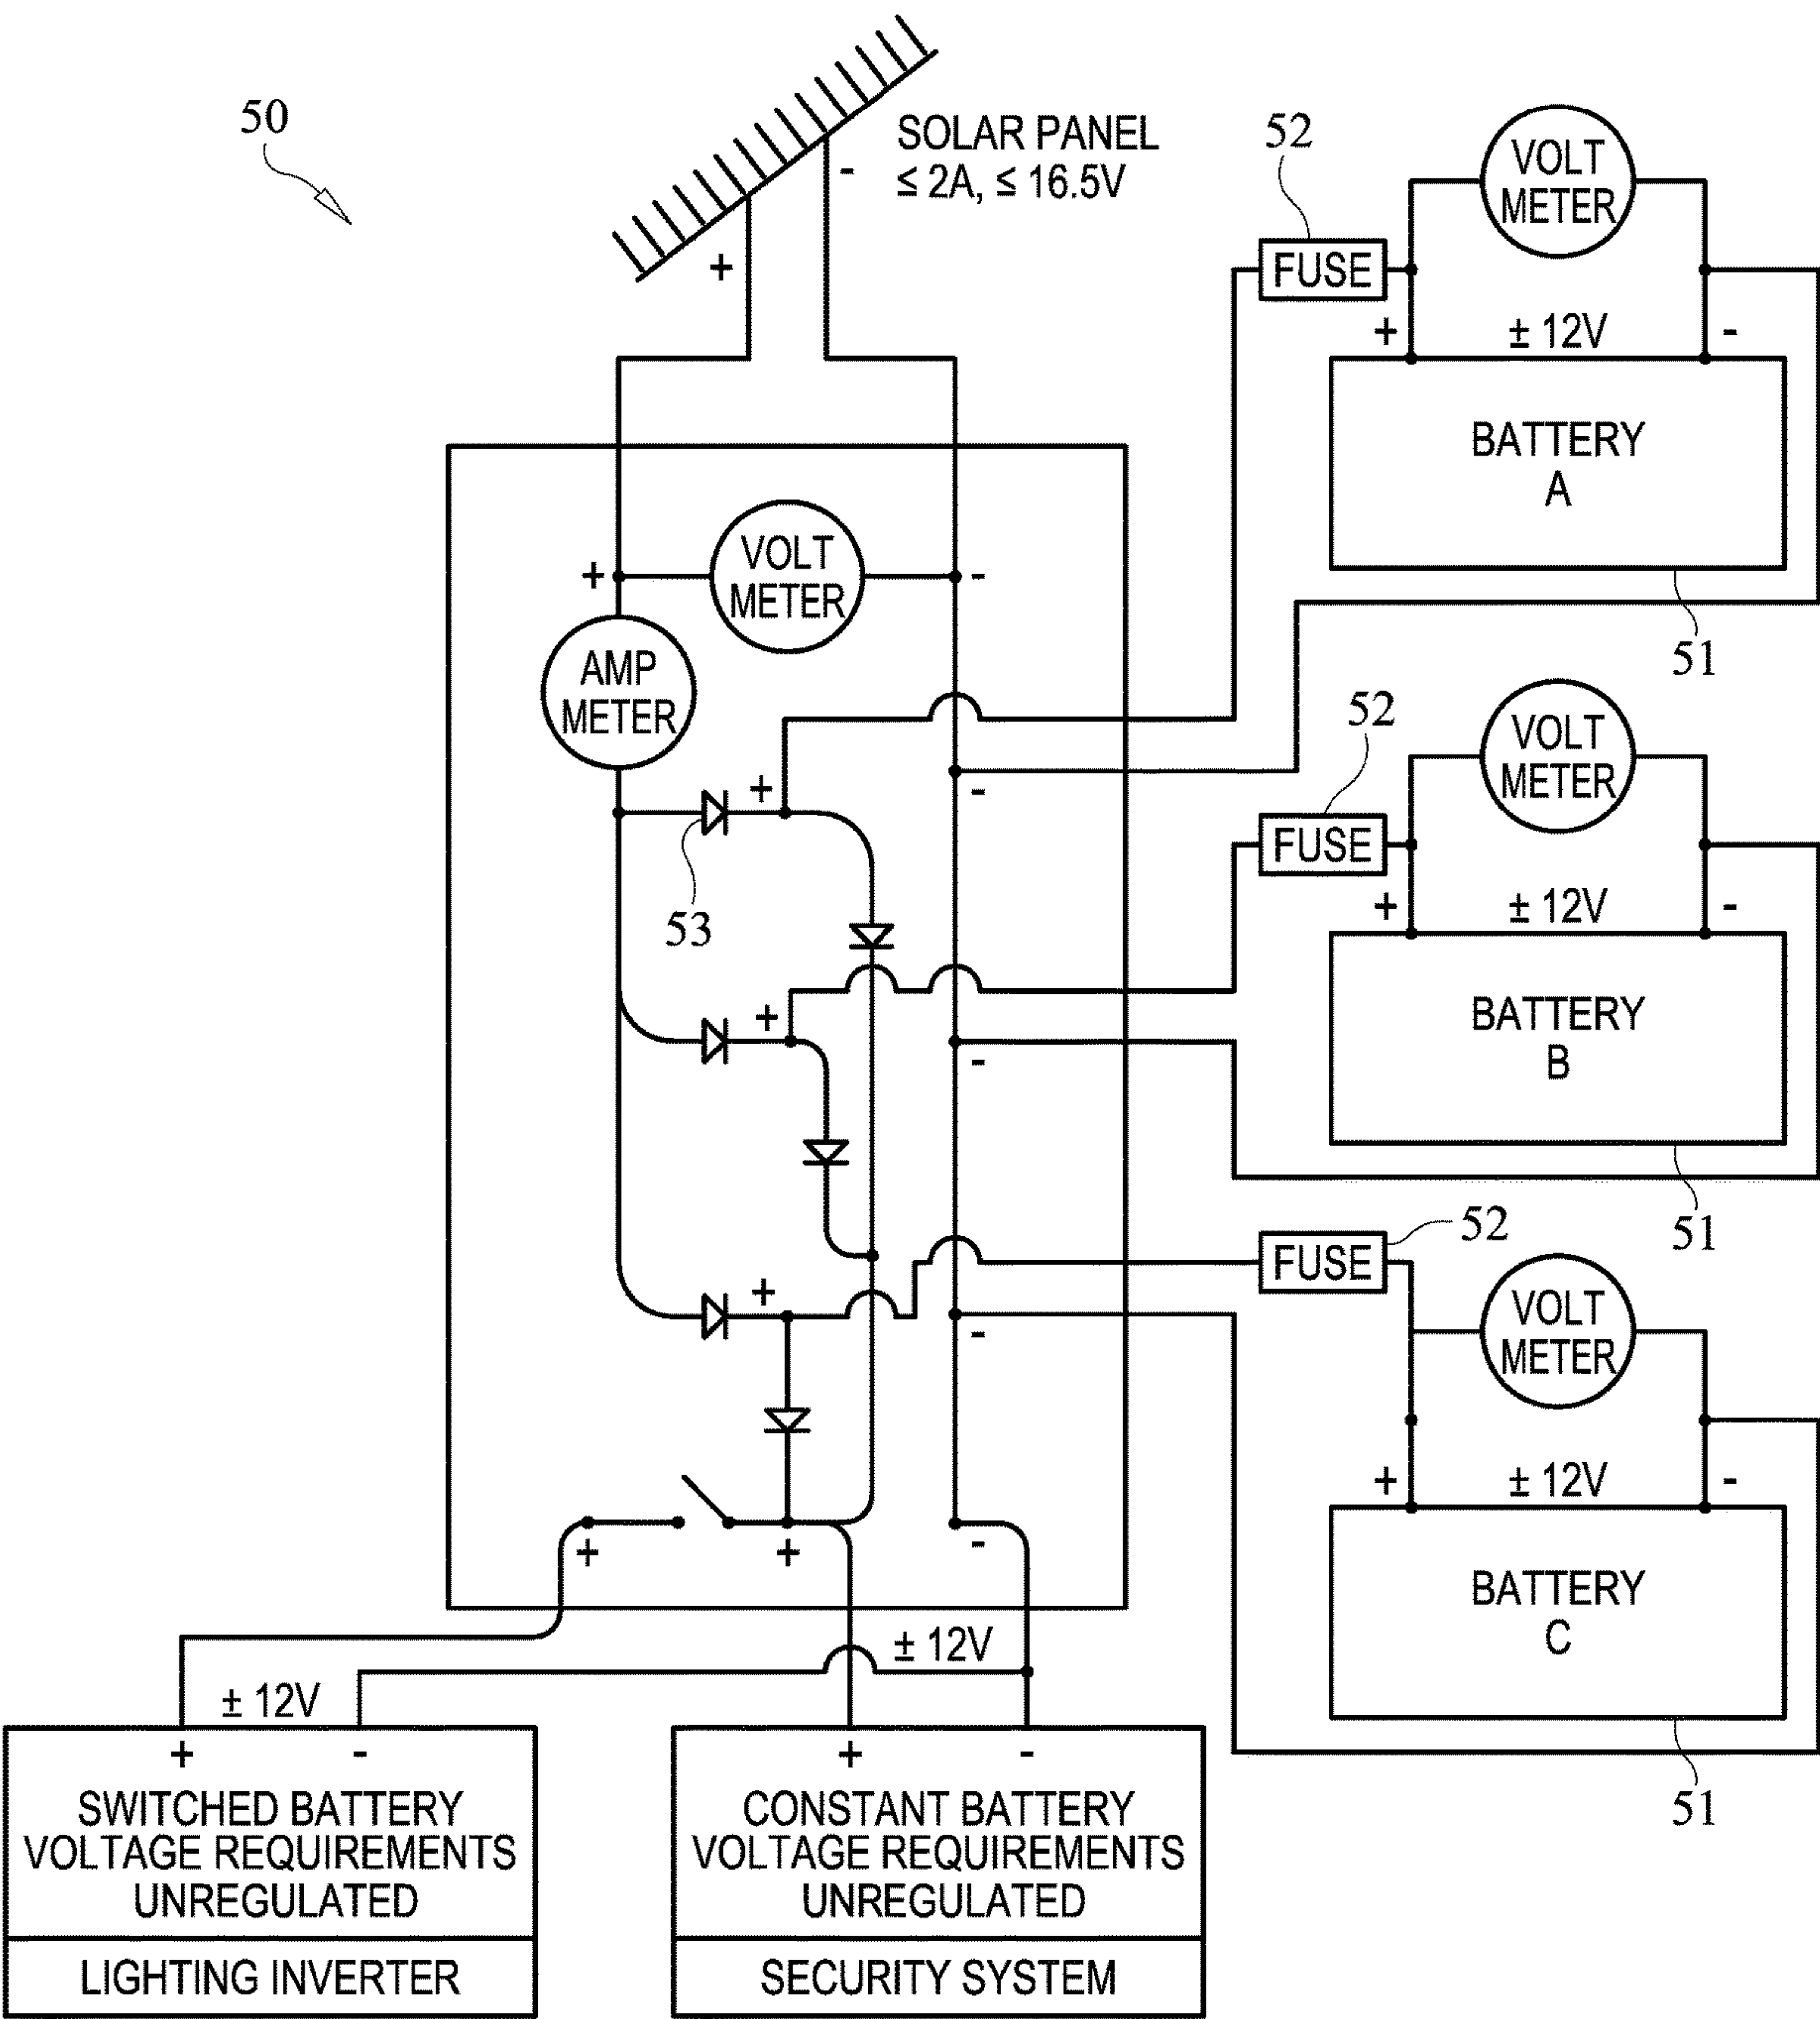 50
SOLAR PANEL
≤ 2A, ≤ 16.5V
+
-
52
VOLT
METER
FUSE
+
± 12V
-
BATTERY
A
51
+
VOLT
METER
-
AMP
METER
+
-
53
52
VOLT
METER
FUSE
+
± 12V
-
BATTERY
B
51
+
-
52
FUSE
VOLT
METER
+
-
+
± 12V
-
BATTERY
C
51
+
+
-
± 12V
± 12V
+
-
SWITCHED BATTERY
VOLTAGE REQUIREMENTS
UNREGULATED
LIGHTING INVERTER
+
-
CONSTANT BATTERY
VOLTAGE REQUIREMENTS
UNREGULATED
SECURITY SYSTEM